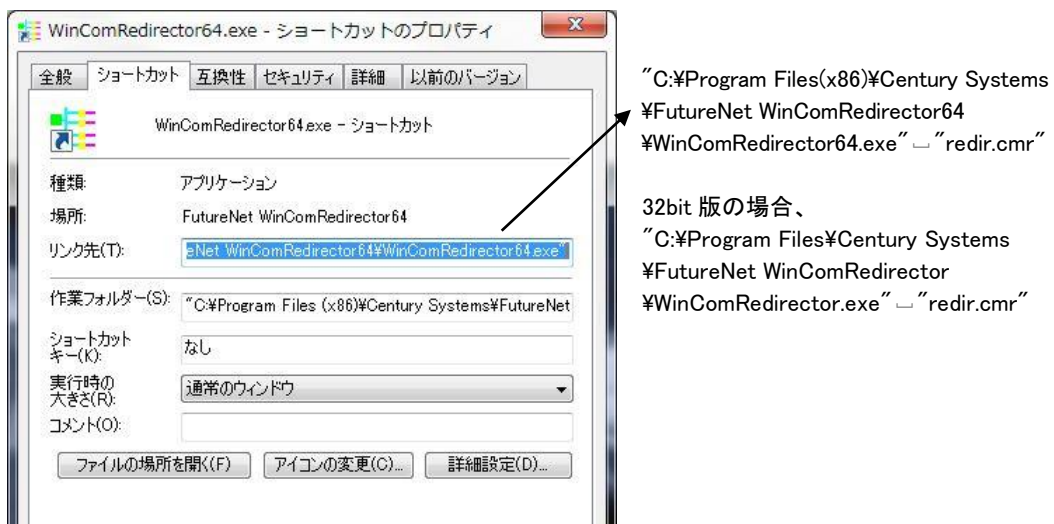 WinComRedirector64.exe - ショートカットのプロパティ
全般 ショートカット 互換性 セキュリティ 詳細 以前のバージョン
WinComRedirector64.exe - ショートカット
種類: アプリケーション
場所: FutureNet WinComRedirector64
リンク先(T): eNet WinComRedirector64¥WinComRedirector64.exe"
作業フォルダー(S): "C:¥Program Files (x86)¥Century Systems¥FutureNet
ショートカット
キー(K): なし
実行時の
大きさ(R): 通常のウィンドウ
コメント(O):
ファイルの場所を開く(F) アイコンの変更(C)... 詳細設定(D)...
"C:¥Program Files(x86)¥Century Systems
¥FutureNet WinComRedirector64
¥WinComRedirector64.exe"␣"redir.cmr"
32bit 版の場合、
"C:¥Program Files¥Century Systems
¥FutureNet WinComRedirector
¥WinComRedirector.exe"␣"redir.cmr"